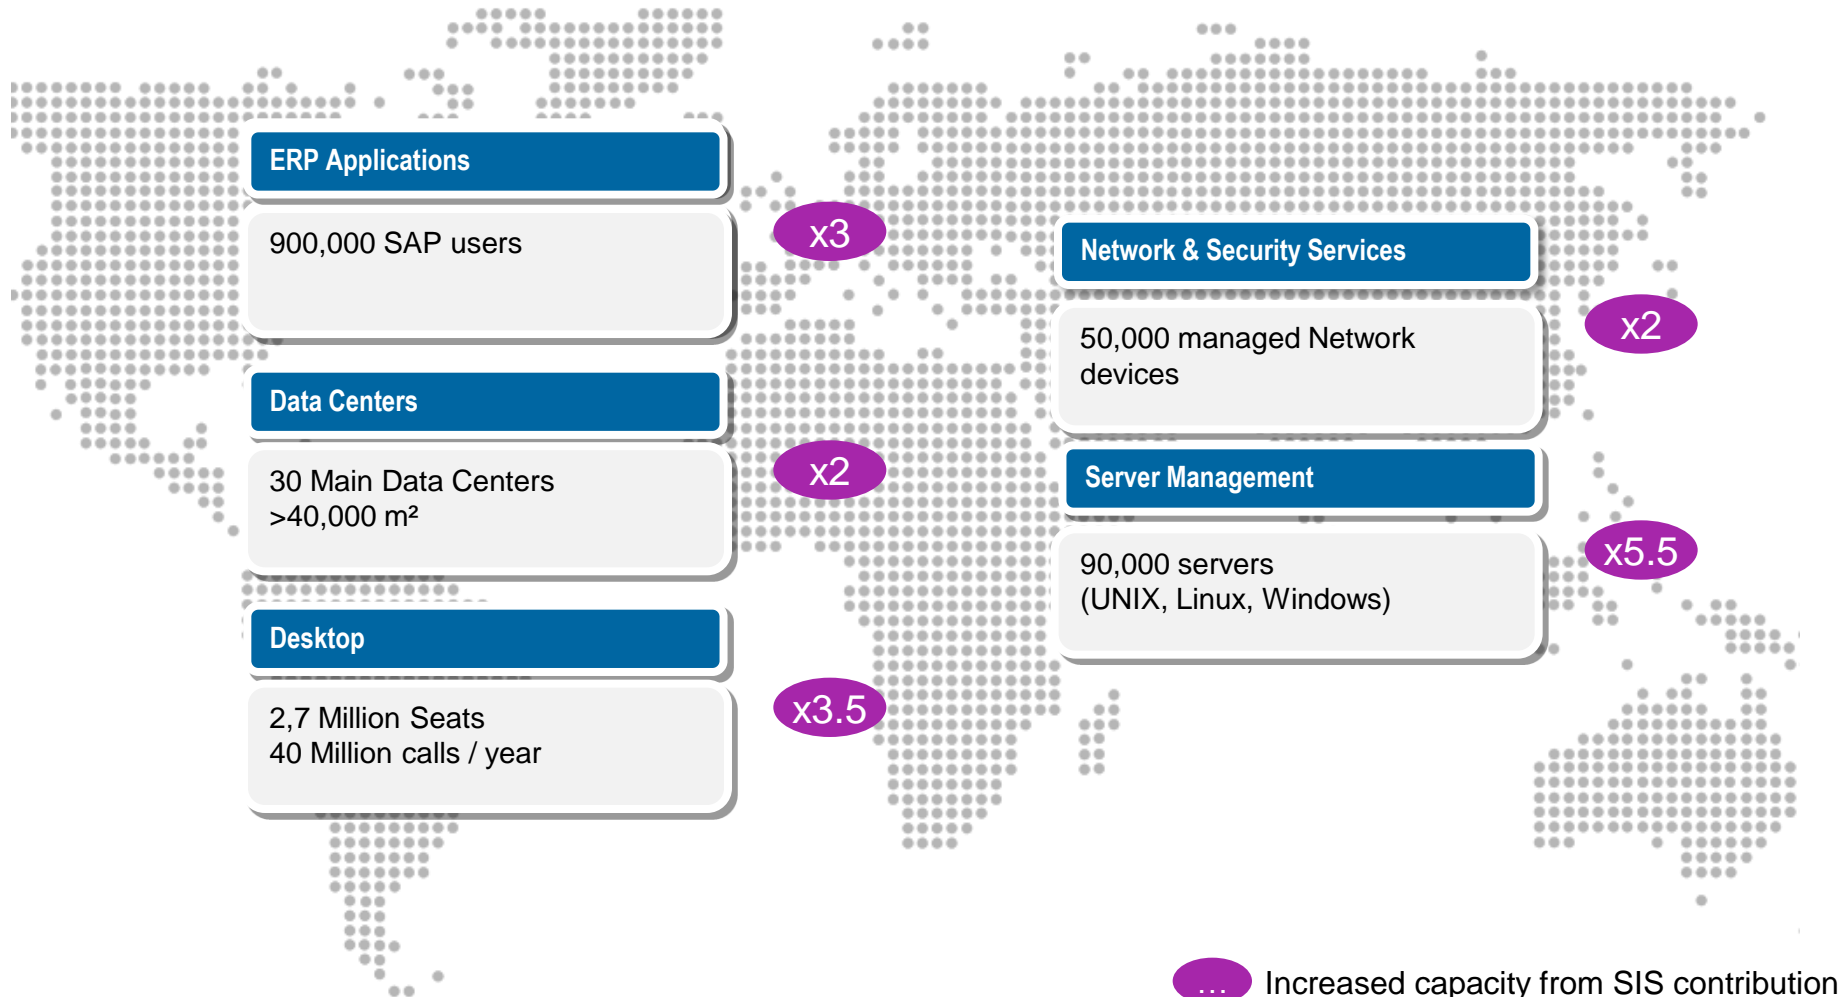 ERP Applications
900,000 SAP users
x3
Data Centers
30 Main Data Centers
>40,000 m²
x2
Desktop
2,7 Million Seats
40 Million calls / year
x3.5
Network & Security Services
50,000 managed Network
devices
x2
Server Management
90,000 servers
(UNIX, Linux, Windows)
x5.5
... Increased capacity from SIS contribution